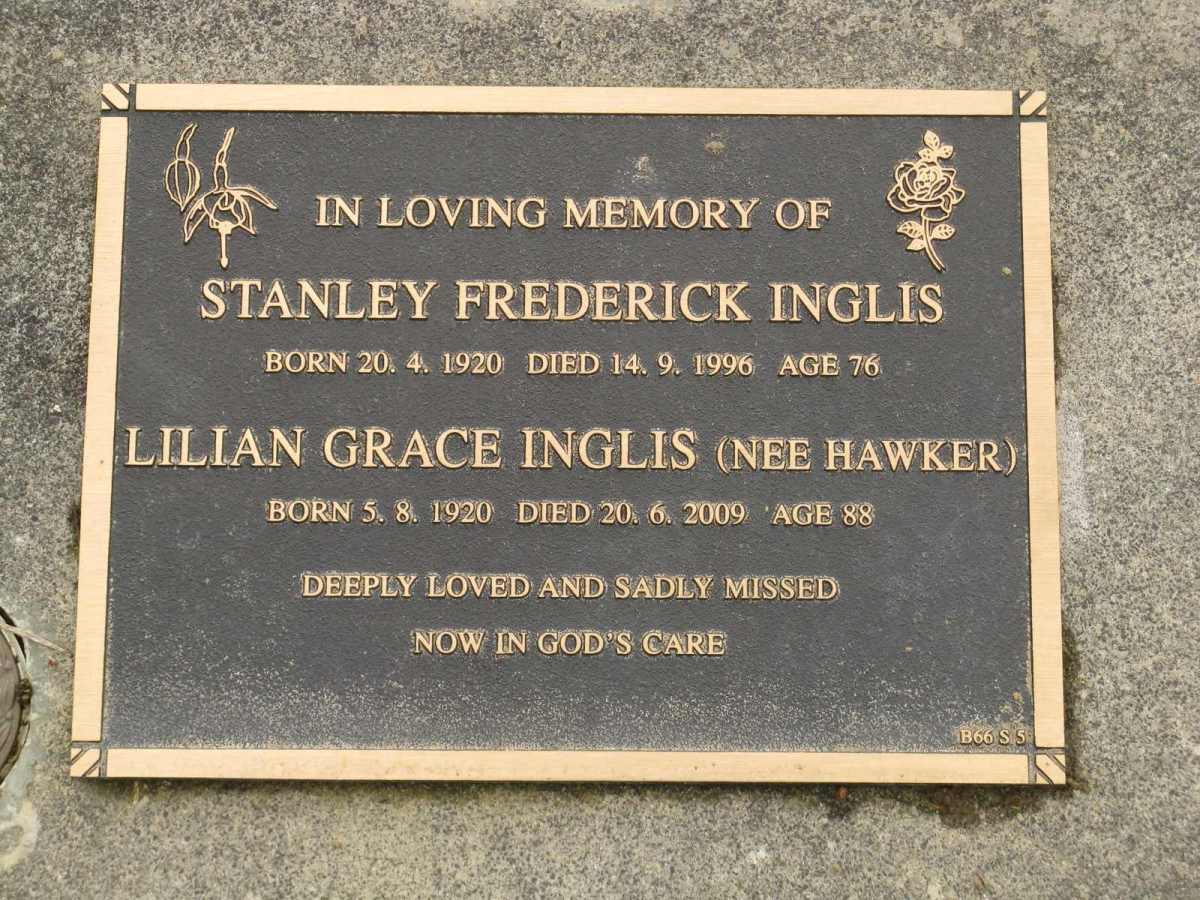 IN LOVING MEMORY OF
STANLEY FREDERICK INGLIS
BORN 20. 4. 1920 DIED 14. 9. 1996 AGE 76
LILIAN GRACE INGLIS (NEE HAWKER)
BORN 5. 8. 1920 DIED 20. 6. 2009 AGE 88
DEEPLY LOVED AND SADLY MISSED
NOW IN GOD'S CARE
B66 S 5